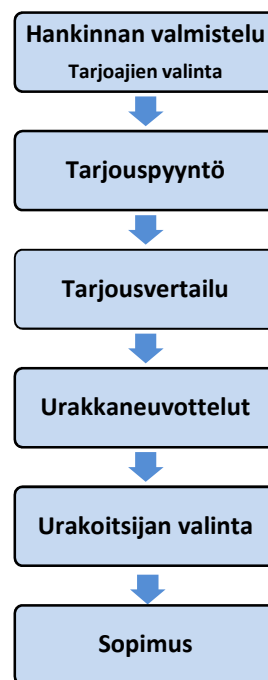 Hankinnan valmistelu
Tarjoajien valinta
Tarjouspyyntö
Tarjousvertailu
Urakkaneuvottelut
Urakoitsijan valinta
Sopimus